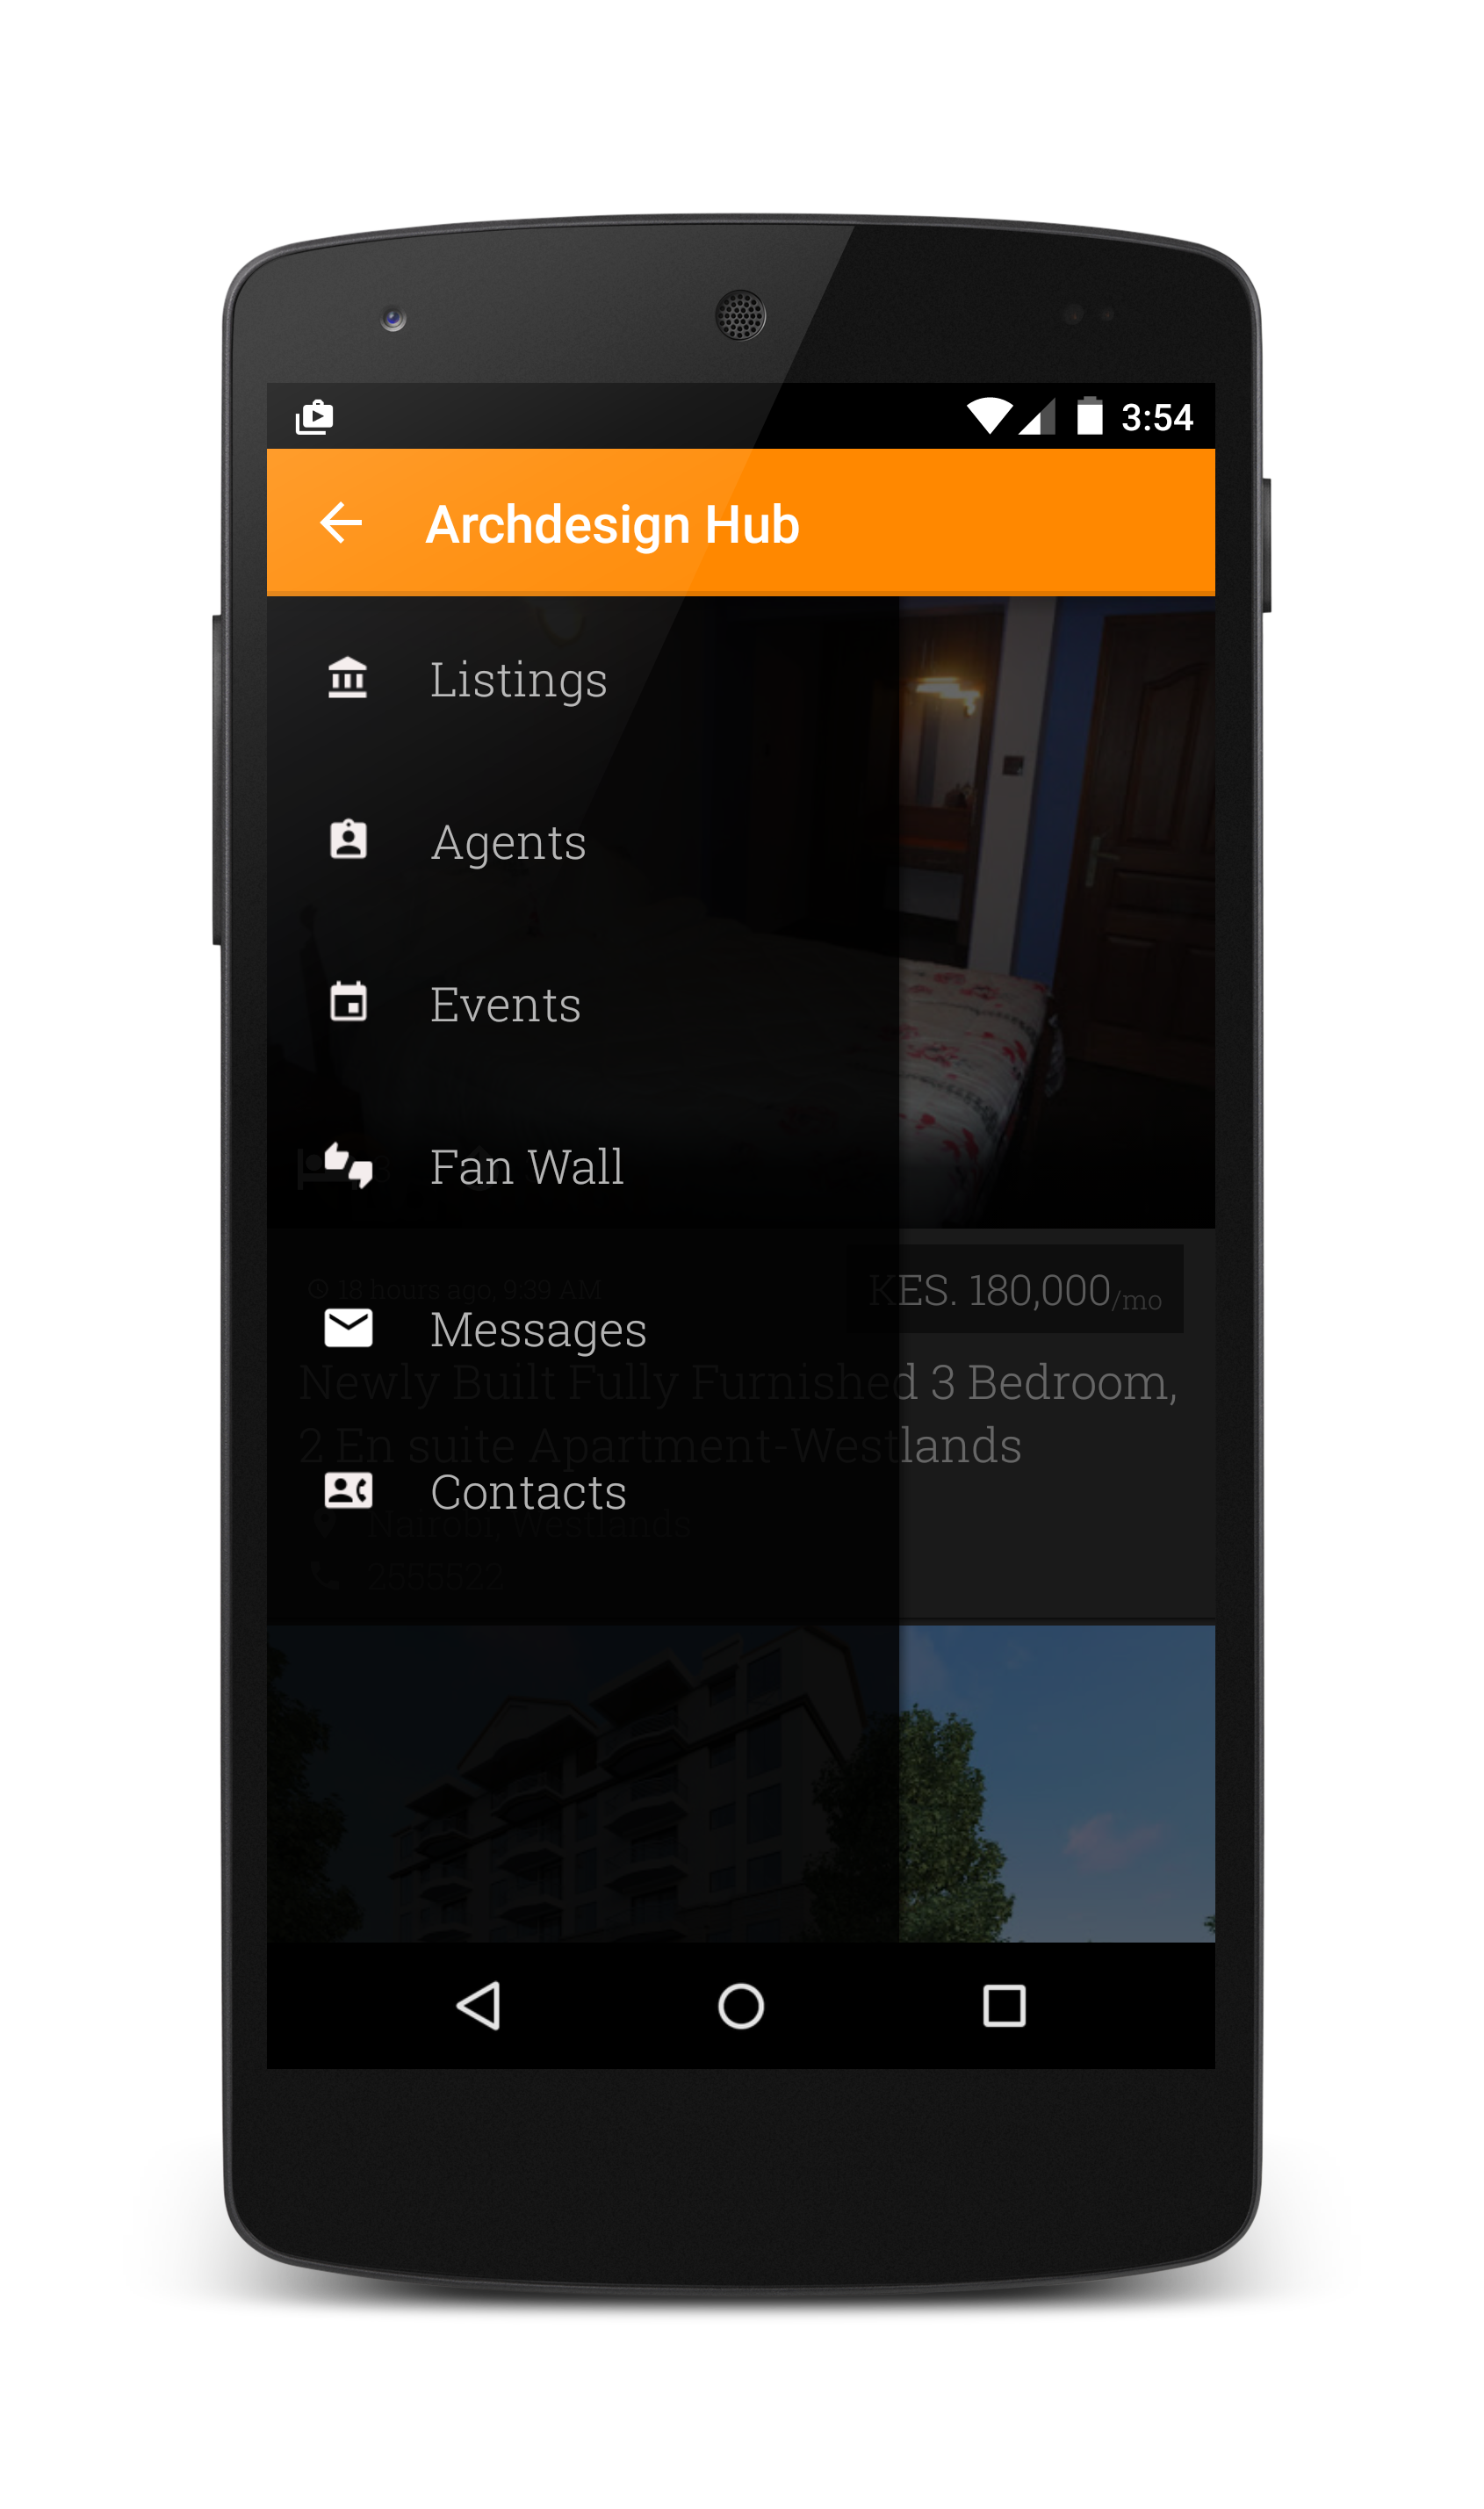 3:54
Archdesign Hub
Listings
Agents
Events
Fan Wall
3
18 hours ago, 9:39 AM
KES. 180,000/mo
Messages
Newly Built Fully Furnished 3 Bedroom,
2 En suite Apartment-Westlands
Contacts
Nairobi, Westlands
2555522